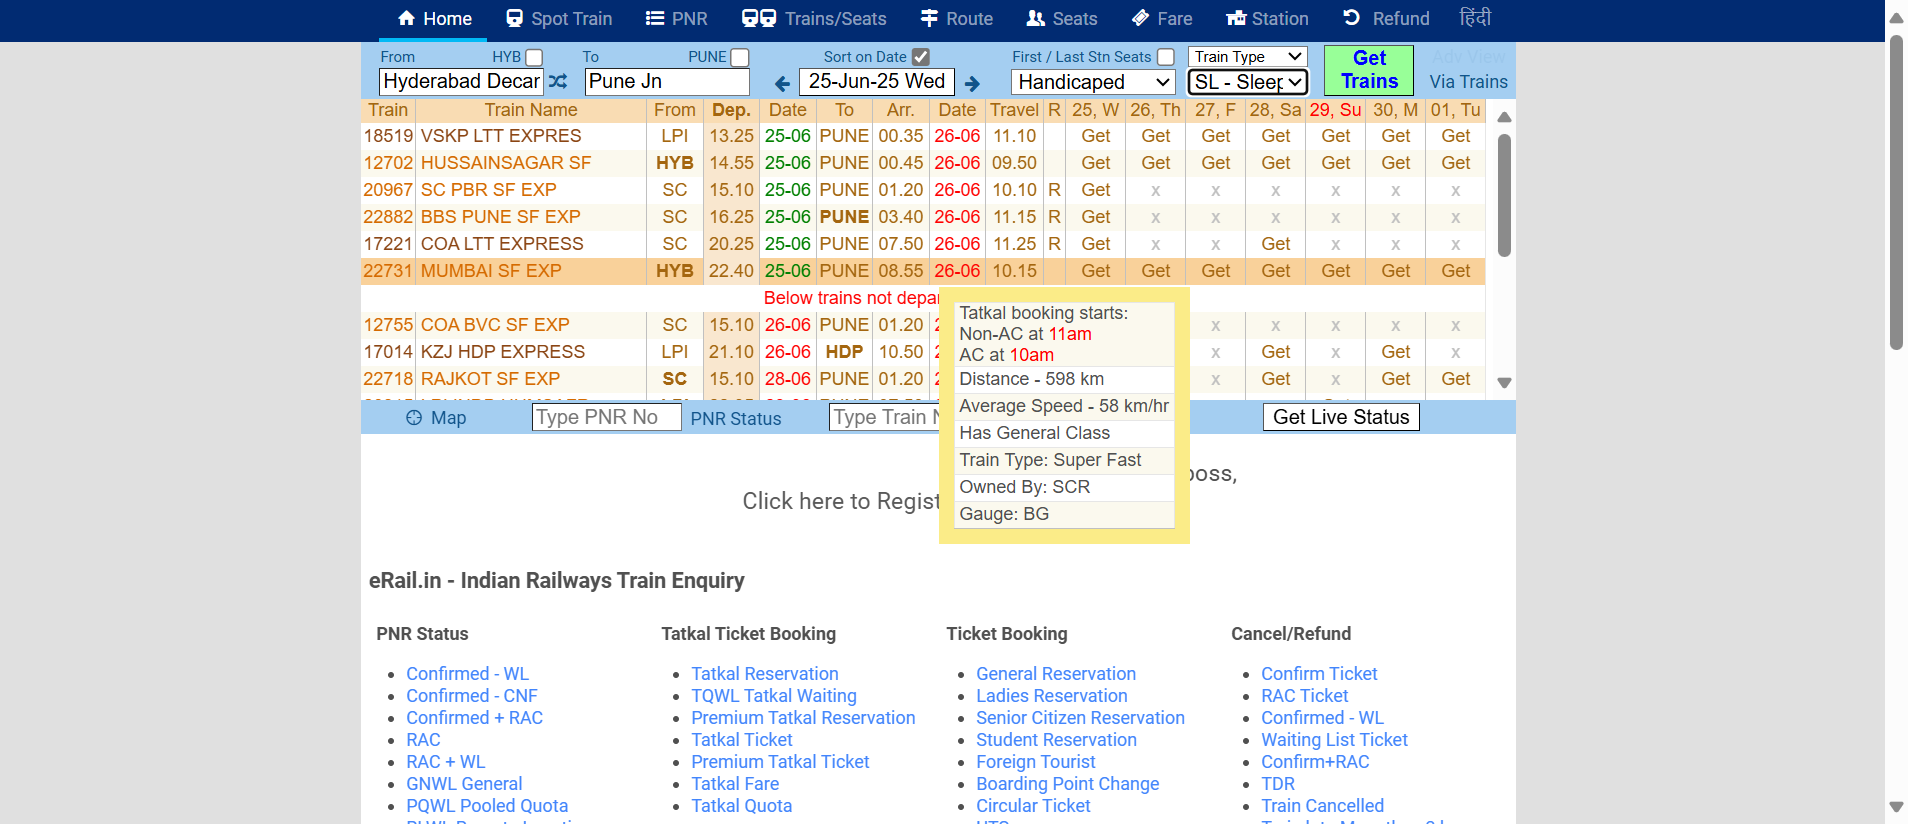 Home Spot Train PNR Trains/Seats Route Seats Fare Station Refund हिंदी
From HYB To PUNE Sort on Date First / Last Stn Seats Train Type Get Trains Adv View
Hyderabad Decan Pune Jn 25-Jun-25 Wed Handicaped SL - Sleep Via Trains
Train Train Name From Dep. Date To Arr. Date Travel R 25, W 26, Th 27, F 28, Sa 29, Su 30, M 01, Tu
18519 VSKP LTT EXPRES LPI 13.25 25-06 PUNE 00.35 26-06 11.10 Get Get Get Get Get Get Get
12702 HUSSAINSAGAR SF HYB 14.55 25-06 PUNE 00.45 26-06 09.50 Get Get Get Get Get Get Get
20967 SC PBR SF EXP SC 15.10 25-06 PUNE 01.20 26-06 10.10 R Get x x x x x x
22882 BBS PUNE SF EXP SC 16.25 25-06 PUNE 03.40 26-06 11.15 R Get x x x x x x
17221 COA LTT EXPRESS SC 20.25 25-06 PUNE 07.50 26-06 11.25 R Get x x Get x x x
22731 MUMBAI SF EXP HYB 22.40 25-06 PUNE 08.55 26-06 10.15 Get Get Get Get Get Get Get
Below trains not depar
12755 COA BVC SF EXP SC 15.10 26-06 PUNE 01.20 2 x x x x x
17014 KZJ HDP EXPRESS LPI 21.10 26-06 HDP 10.50 2 x Get x Get x
22718 RAJKOT SF EXP SC 15.10 28-06 PUNE 01.20 2 x Get x Get Get
Tatkal booking starts:
Non-AC at 11am
AC at 10am
Distance - 598 km
Average Speed - 58 km/hr
Has General Class
Train Type: Super Fast
Owned By: SCR
Gauge: BG
Map Type PNR No PNR Status Type Train N Get Live Status
boss,
Click here to Regist
eRail.in - Indian Railways Train Enquiry
PNR Status
Confirmed - WL
Confirmed - CNF
Confirmed + RAC
RAC
RAC + WL
GNWL General
PQWL Pooled Quota
Tatkal Ticket Booking
Tatkal Reservation
TQWL Tatkal Waiting
Premium Tatkal Reservation
Tatkal Ticket
Premium Tatkal Ticket
Tatkal Fare
Tatkal Quota
Ticket Booking
General Reservation
Ladies Reservation
Senior Citizen Reservation
Student Reservation
Foreign Tourist
Boarding Point Change
Circular Ticket
Cancel/Refund
Confirm Ticket
RAC Ticket
Confirmed - WL
Waiting List Ticket
Confirm+RAC
TDR
Train Cancelled